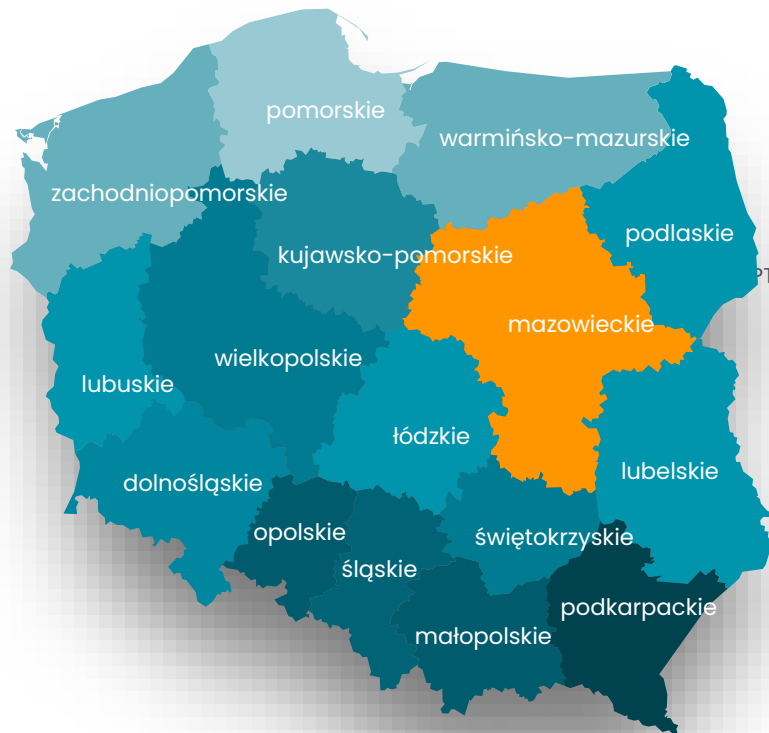 pomorskie
warmińsko-mazurskie
zachodniopomorskie
podlaskie
kujawsko-pomorskie
mazowieckie
wielkopolskie
lubuskie
łódzkie
lubelskie
dolnośląskie
opolskie
świętokrzyskie
śląskie
podkarpackie
małopolskie